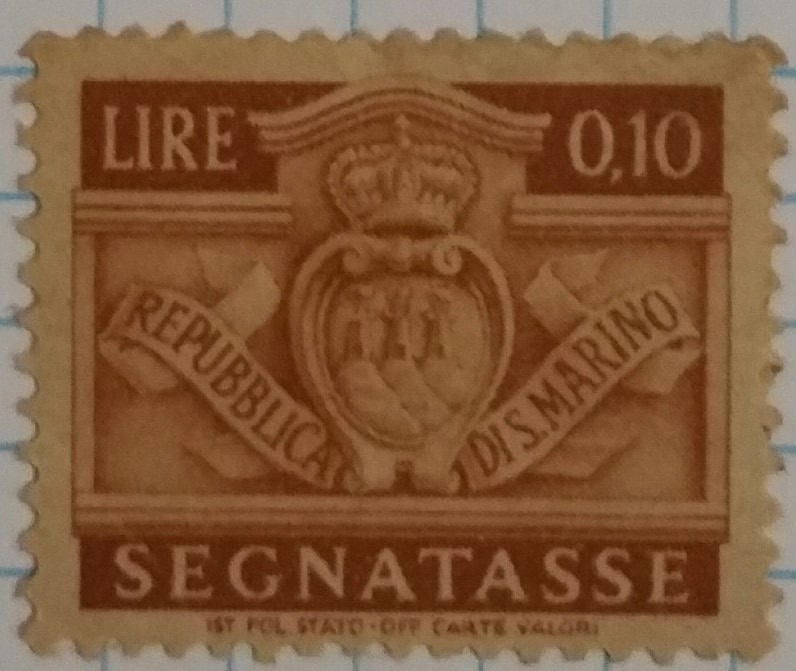 LIRE 0,10
REPUBBLICA DI S. MARINO
SEGNATASSE
IST POL STATO-OFF CARTE VALORI